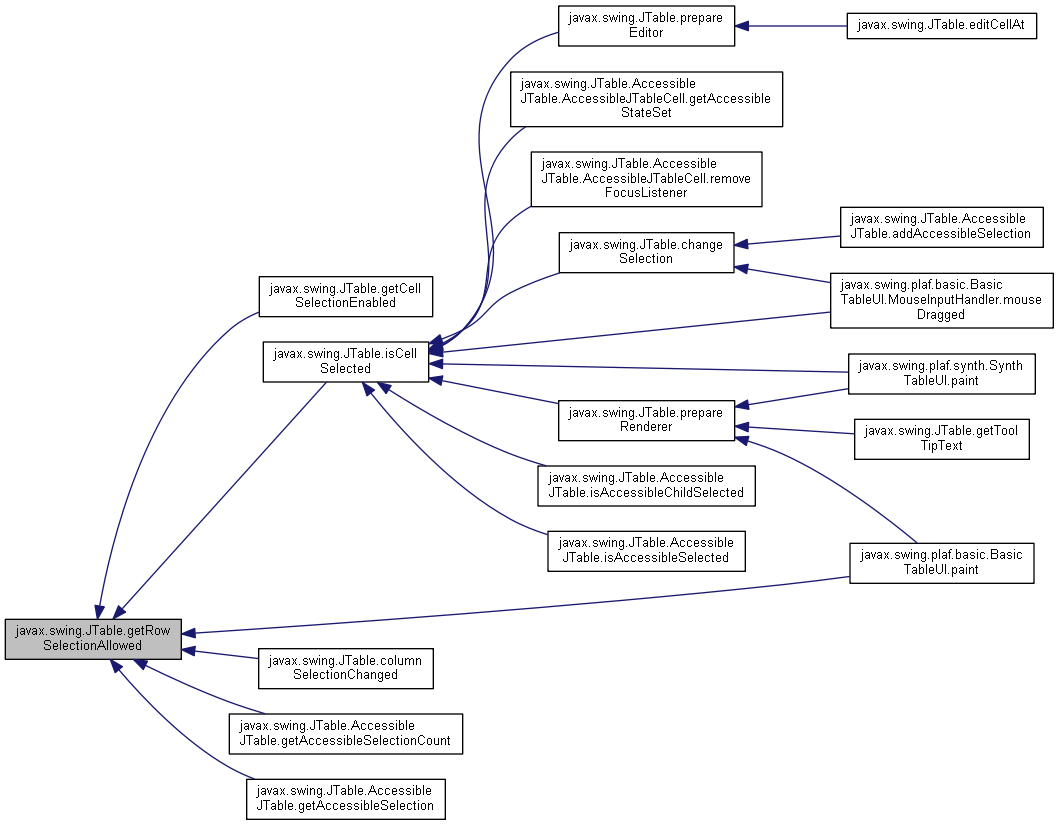 javax.swing.JTable.prepare
Editor
javax.swing.JTable.editCellAt
javax.swing.JTable.Accessible
JTable.AccessibleJTableCell.getAccessible
StateSet
javax.swing.JTable.Accessible
JTable.AccessibleJTableCell.remove
FocusListener
javax.swing.JTable.change
Selection
javax.swing.JTable.Accessible
JTable.addAccessibleSelection
javax.swing.plaf.basic.Basic
TableUI.MouseInputHandler.mouse
Dragged
javax.swing.JTable.getCell
SelectionEnabled
javax.swing.JTable.isCell
Selected
javax.swing.plaf.synth.Synth
TableUI.paint
javax.swing.JTable.prepare
Renderer
javax.swing.JTable.getTool
TipText
javax.swing.JTable.Accessible
JTable.isAccessibleChildSelected
javax.swing.JTable.Accessible
JTable.isAccessibleSelected
javax.swing.plaf.basic.Basic
TableUI.paint
javax.swing.JTable.getRow
SelectionAllowed
javax.swing.JTable.column
SelectionChanged
javax.swing.JTable.Accessible
JTable.getAccessibleSelectionCount
javax.swing.JTable.Accessible
JTable.getAccessibleSelection